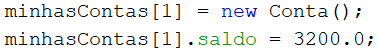 minhasContas[1] = new Conta();
minhasContas[1].saldo = 3200.0;